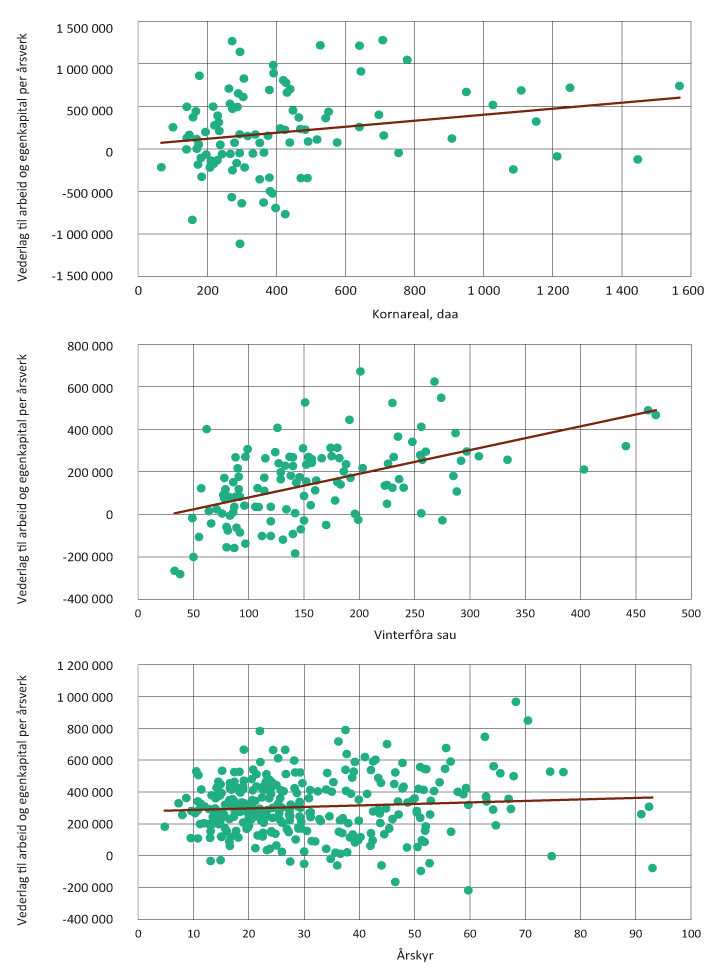 Vederlag til arbeid og egenkapital per årsverk
1 500 000
1 000 000
500 000
0
-500 000
-1 000 000
-1 500 000
0 200 400 600 800 1 000 1 200 1 400 1 600
Kornareal, daa
Vederlag til arbeid og egenkapital per årsverk
800 000
600 000
400 000
200 000
0
-200 000
-400 000
0 50 100 150 200 250 300 350 400 450 500
Vinterfôra sau
Vederlag til arbeid og egenkapital per årsverk
1 200 000
1 000 000
800 000
600 000
400 000
200 000
0
-200 000
-400 000
0 10 20 30 40 50 60 70 80 90 100
Årskyr